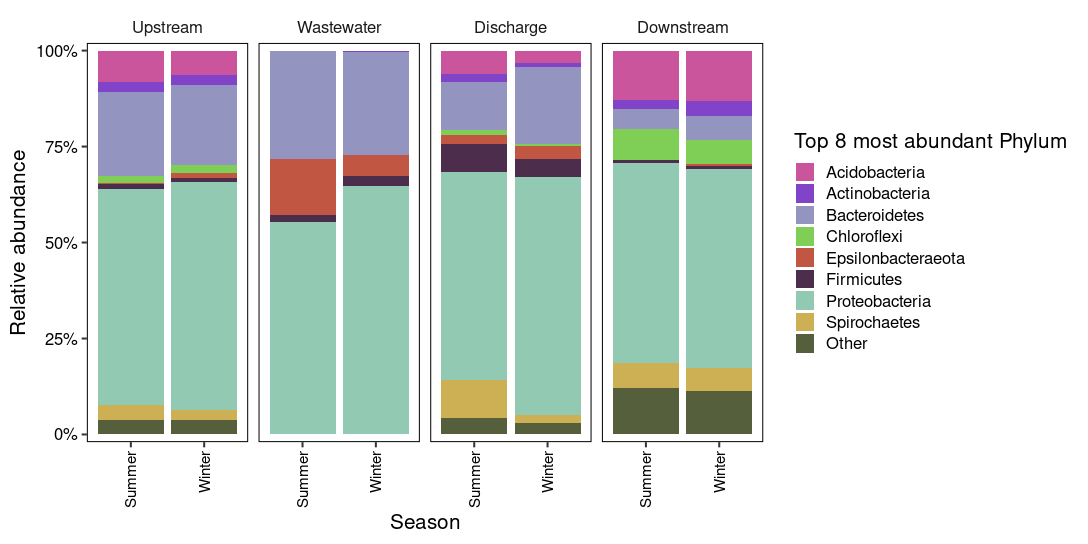 Upstream
Wastewater
Discharge
Downstream
100%
75%
50%
25%
0%
Relative abundance
Summer
Winter
Summer
Winter
Summer
Winter
Summer
Winter
Season
Top 8 most abundant Phylum
Acidobacteria
Actinobacteria
Bacteroidetes
Chloroflexi
Epsilonbacteraeota
Firmicutes
Proteobacteria
Spirochaetes
Other